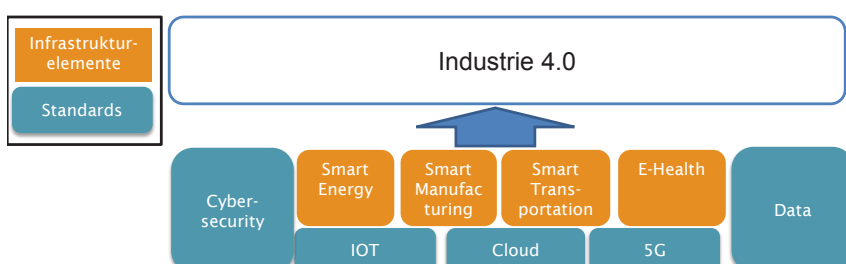 Infrastruktur-
elemente
Standards
Industrie 4.0
Cyber-
security
Smart
Energy
Smart
Manufac
turing
Smart
Trans-
portation
E-Health
IOT
Cloud
5G
Data